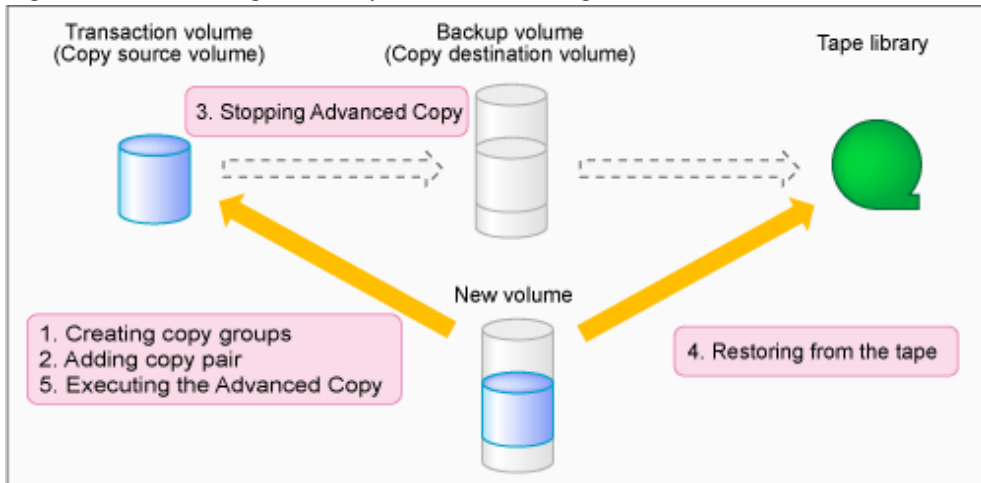 Transaction volume
(Copy source volume)
Backup volume
(Copy destination volume)
Tape library
3. Stopping Advanced Copy
New volume
1. Creating copy groups
2. Adding copy pair
5. Executing the Advanced Copy
4. Restoring from the tape